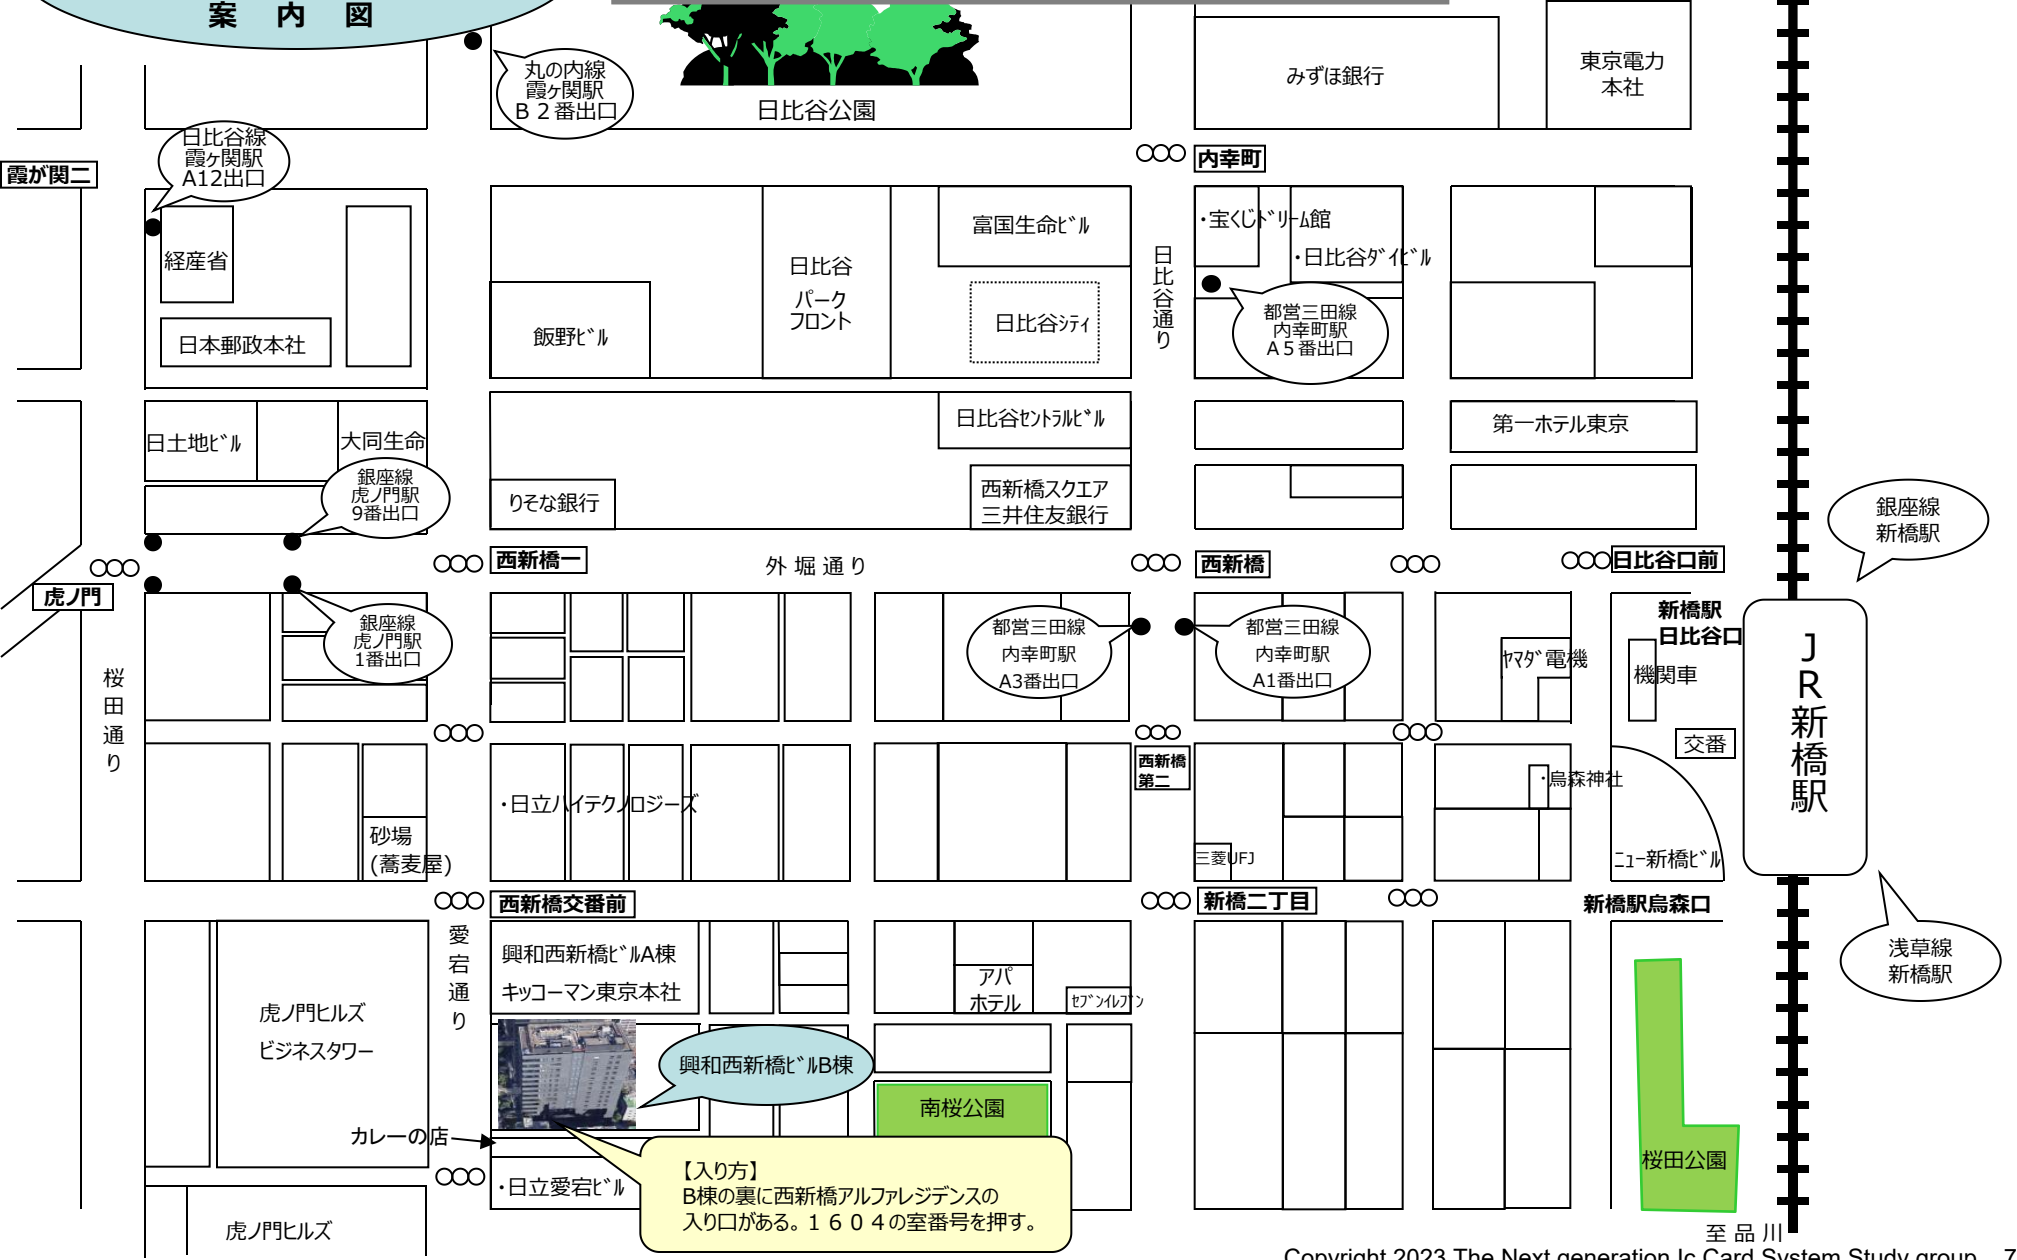 案　内　図
丸の内線
霞ヶ関駅
Ｂ２番出口
日比谷公園
みずほ銀行
東京電力
本社
日比谷線
霞ヶ関駅
A12出口
霞が関二
内幸町
経産省
日本郵政本社
飯野ﾋﾞﾙ
日比谷
パーク
フロント
富国生命ﾋﾞﾙ
日比谷ｼﾃｨ
日比谷通り
・宝くじﾄﾞﾘｰﾑ館
・日比谷ﾀﾞｲﾋﾞﾙ
都営三田線
内幸町駅
A５番出口
日土地ﾋﾞﾙ
大同生命
銀座線
虎ノ門駅
9番出口
りそな銀行
日比谷ｾﾝﾄﾗﾙﾋﾞﾙ
西新橋スクエア
三井住友銀行
第一ホテル東京
銀座線
新橋駅
虎ノ門
西新橋一
外堀通り
西新橋
日比谷口前
銀座線
虎ノ門駅
1番出口
都営三田線
内幸町駅
A3番出口
都営三田線
内幸町駅
A1番出口
新橋駅
日比谷口
ﾔﾏﾀﾞ電機
機関車
交番
ＪＲ新橋駅
桜田通り
西新橋
第二
・日立ハイテクノロジーズ
・烏森神社
砂場
(蕎麦屋)
三菱UFJ
ﾆｭｰ新橋ﾋﾞﾙ
西新橋交番前
新橋二丁目
新橋駅烏森口
愛宕通り
興和西新橋ﾋﾞﾙA棟
キッコーマン東京本社
アパ
ホテル
ｾﾌﾞﾝｲﾚﾌﾞﾝ
浅草線
新橋駅
虎ノ門ヒルズ
ビジネスタワー
興和西新橋ﾋﾞﾙB棟
南桜公園
カレーの店
【入り方】
B棟の裏に西新橋アルファレジデンスの
入り口がある。１６０４の室番号を押す。
・日立愛宕ﾋﾞﾙ
桜田公園
虎ノ門ヒルズ
至品川
Copyright 2023 The Next generation Ic Card System Study group　7